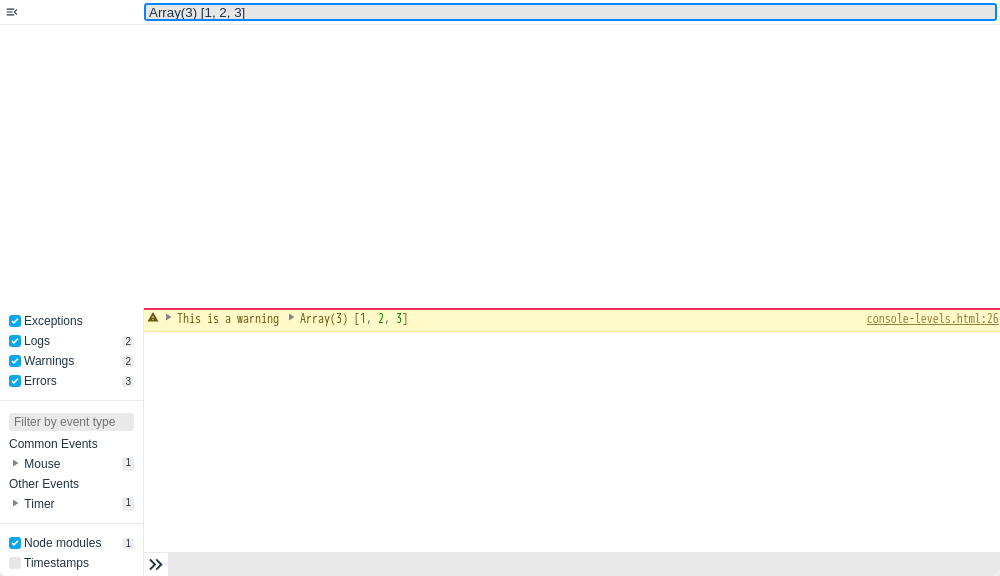 Array(3) [1, 2, 3]
Exceptions
Logs 2
Warnings 2
Errors 3
Filter by event type
Common Events
Mouse 1
Other Events
Timer 1
Node modules 1
Timestamps
This is a warning Array(3) [1, 2, 3] console-levels.html:26